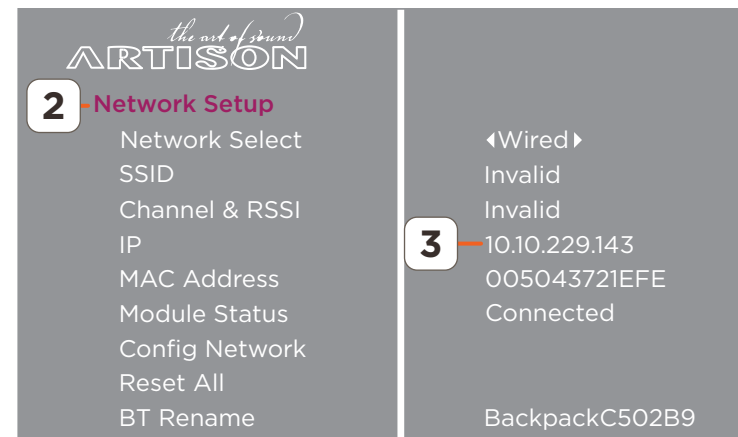 the art of sound
ARTISON
2 Network Setup
Network Select ◂Wired▸
SSID Invalid
Channel & RSSI Invalid
IP 3 10.10.229.143
MAC Address 005043721EFE
Module Status Connected
Config Network
Reset All
BT Rename BackpackC502B9